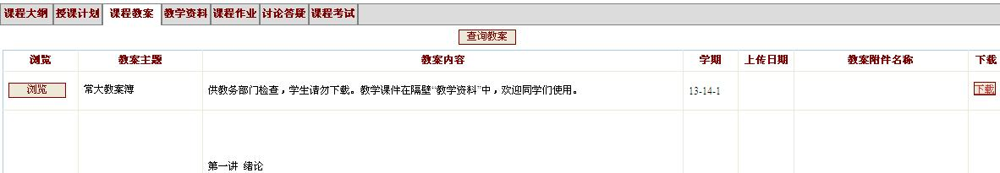 课程大纲 授课计划 课程教案 教学资料 课程作业 讨论答疑 课程考试
查询教案
浏览 教案主题 教案内容 学期 上传日期 教案附件名称 下载
浏览 常大教案簿 供教务部门检查，学生请勿下载。教学课件在隔壁“教学资料”中，欢迎同学们使用。 13-14-1 下载
第一讲 绪论